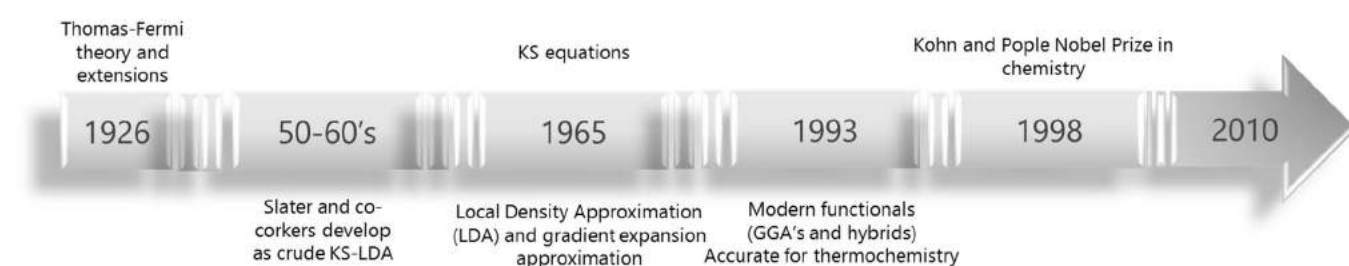 Thomas-Fermi
theory and
extensions
KS equations
Kohn and Pople Nobel Prize in
chemistry
1926
50-60's
1965
1993
1998
2010
Slater and co-
corkers develop
as crude KS-LDA
Local Density Approximation
(LDA) and gradient expansion
approximation
Modern functionals
(GGA's and hybrids)
Accurate for thermochemistry